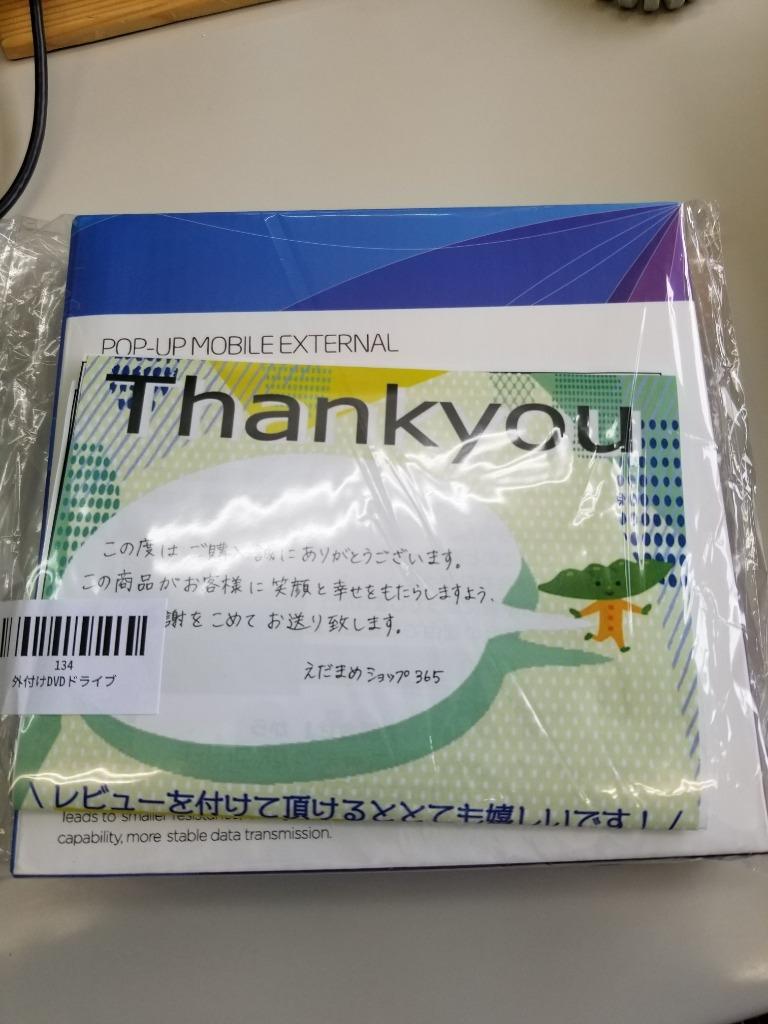 POP-UP MOBILE EXTERNAL
Thankyou
この度は ご購 誠にありがとうございます。
この商品がお客様に笑顔と幸せをもたらしますよう、
謝をこめて お送り致します。
えだまめショップ365
134
外付けDVDドライブ
\ レビューを付けて頂けるととても嬉しいです! /
leads to smaller resistance,
capability, more stable data transmission.